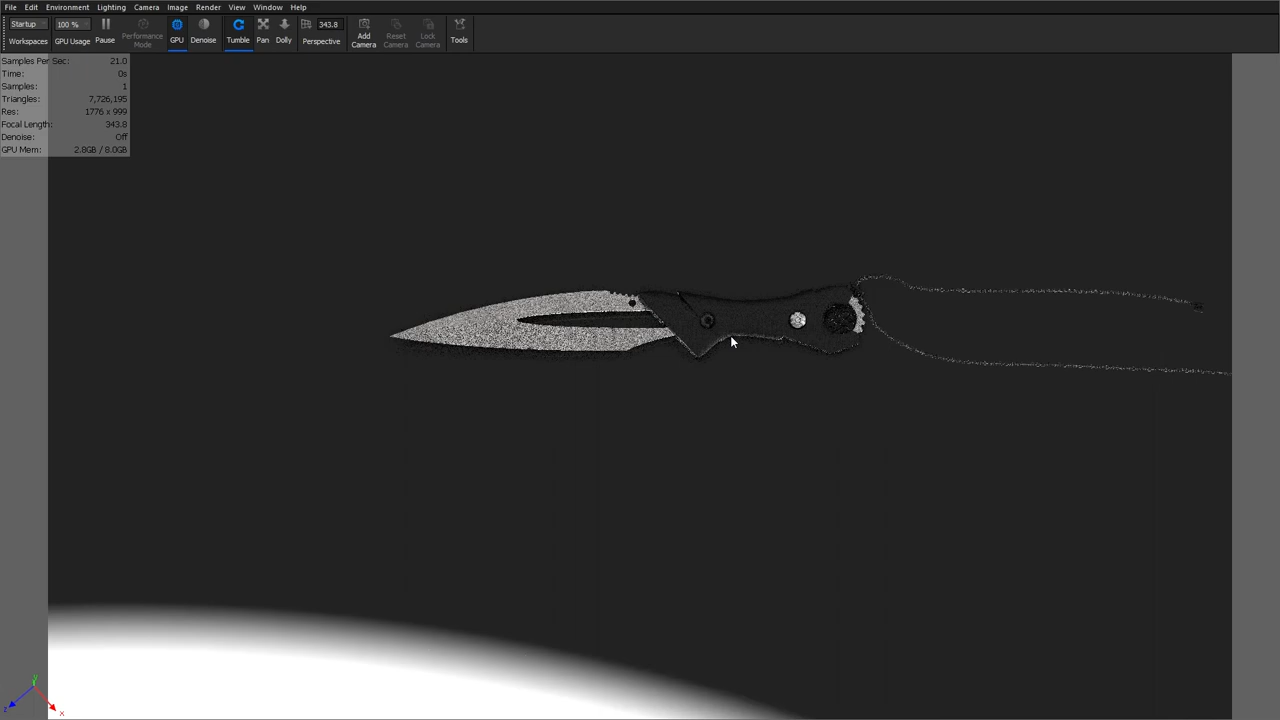 File Edit Environment Lighting Camera Image Render View Window Help
Startup 100 % 343.8
Workspaces GPU Usage Pause Performance Mode GPU Denoise Tumble Pan Dolly Perspective Add Camera Reset Camera Lock Camera Tools
Samples Per Sec: 21.0
Time: 0s
Samples: 1
Triangles: 7,726,195
Res: 1776 x 999
Focal Length: 343.8
Denoise: Off
GPU Mem: 2.8GB / 8.0GB
y
z x